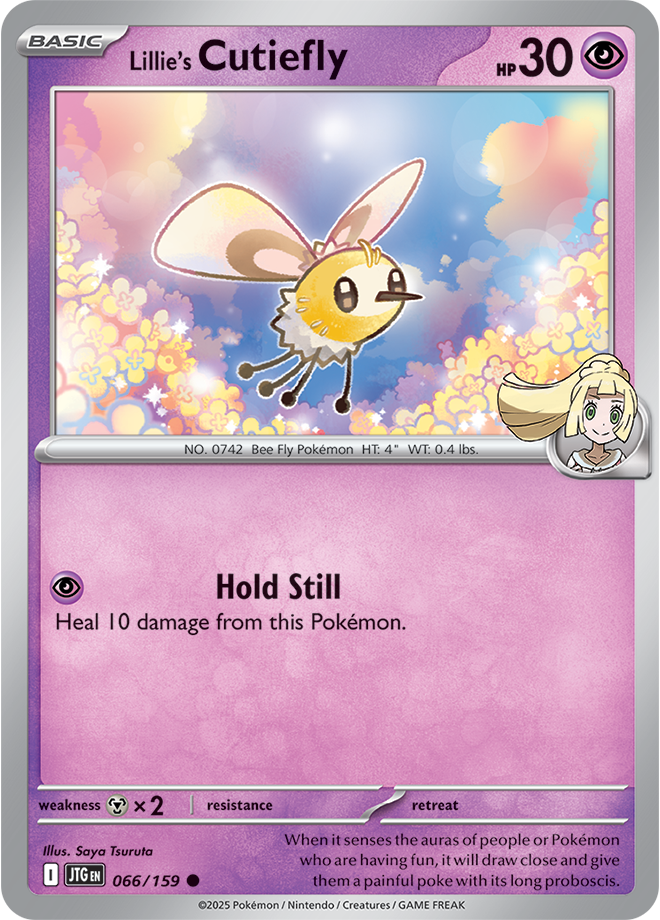 BASIC
Lillie's Cutiefly HP 30
NO. 0742 Bee Fly Pokémon HT: 4" WT: 0.4 lbs.
Hold Still
Heal 10 damage from this Pokémon.
weakness ×2 resistance retreat
Illus. Saya Tsuruta
When it senses the auras of people or Pokémon
who are having fun, it will draw close and give
them a painful poke with its long proboscis.
I JTG EN 066/159
©2025 Pokémon / Nintendo / Creatures / GAME FREAK